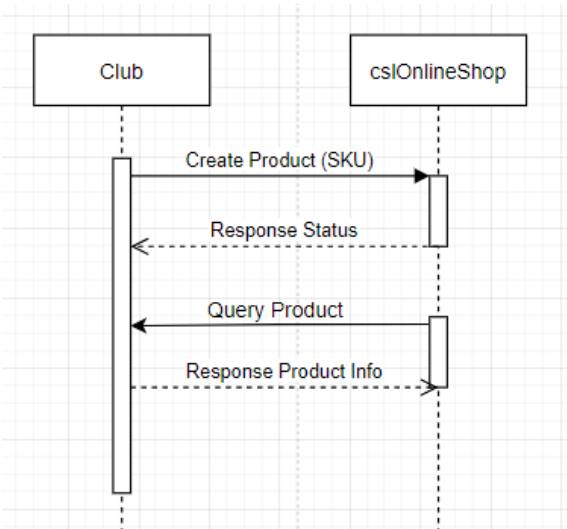 Club
cslOnlineShop
Create Product (SKU)
Response Status
Query Product
Response Product Info